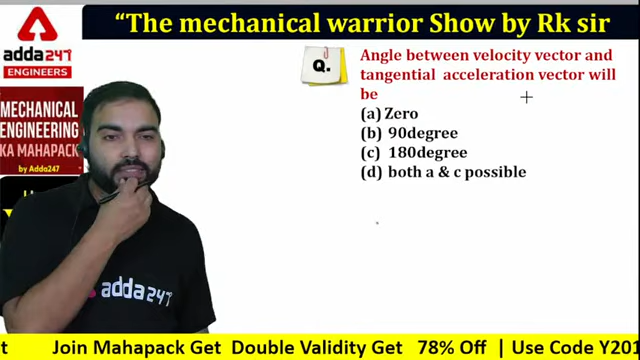 “The mechanical warrior Show by Rk sir
adda247
ENGINEERS
MECHANICAL
ENGINEERING
KA MAHAPACK
by Adda247
Q.
Angle between velocity vector and
tangential acceleration vector will
be
(a) Zero
(b) 90degree
(c) 180degree
(d) both a & c possible
adda247
Join Mahapack Get Double Validity Get 78% Off | Use Code Y201